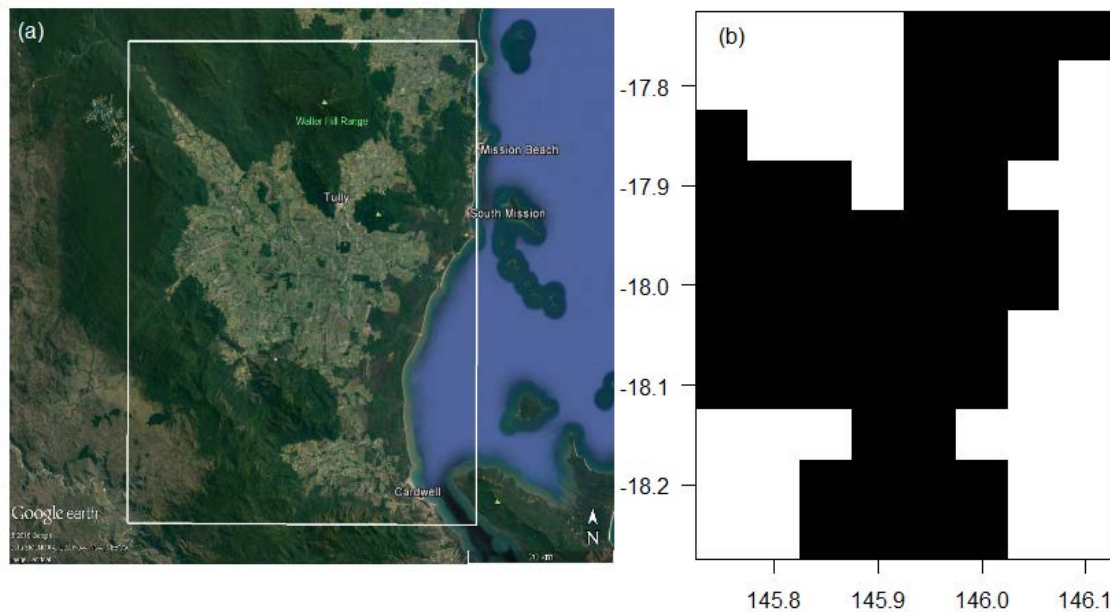 (a)
Walter Hill Range
Mission Beach
Tully
South Mission
Cardwell
Google earth
N
20 km
(b)
-17.8
-17.9
-18.0
-18.1
-18.2
145.8
145.9
146.0
146.1